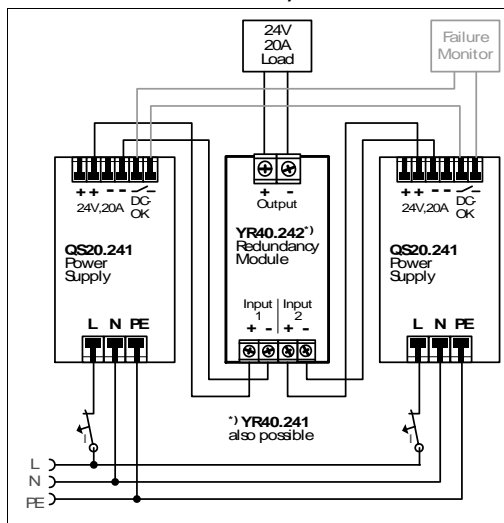 24V
20A
Load
Failure
Monitor
+ + - - DC-
OK
24V,20A
QS20.241
Power
Supply
L N PE
+ -
Output
YR40.242*)
Redundancy
Module
Input
1
Input
2
+ - + -
+ + - - DC-
OK
24V,20A
QS20.241
Power
Supply
L N PE
*) YR40.241
also possible
I
I
L
N
PE